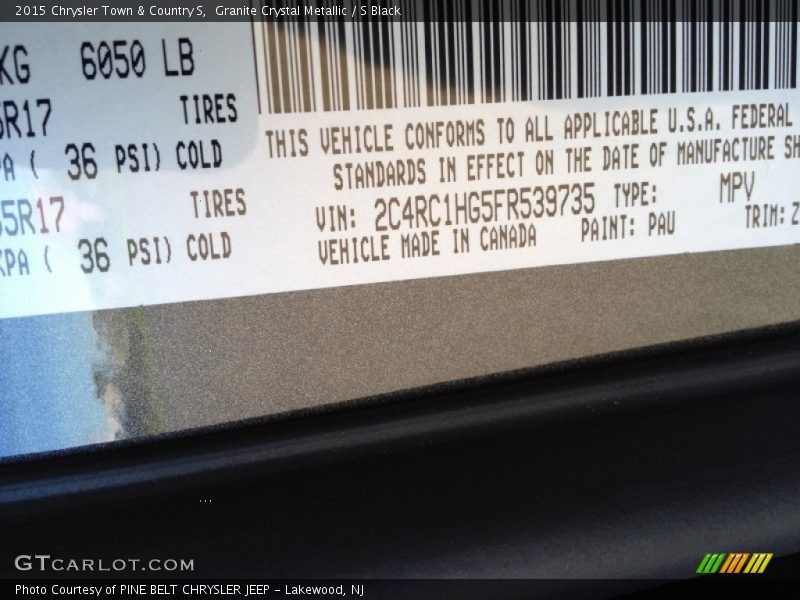 2015 Chrysler Town & Country S,  Granite Crystal Metallic / S Black
KG 6050 LB
5R17 TIRES
PA ( 36 PSI) COLD
65R17 TIRES
KPA ( 36 PSI) COLD
THIS VEHICLE CONFORMS TO ALL APPLICABLE U.S.A. FEDERAL
STANDARDS IN EFFECT ON THE DATE OF MANUFACTURE SH
VIN: 2C4RC1HG5FR539735 TYPE: MPV
VEHICLE MADE IN CANADA PAINT: PAU TRIM:
GTCARLOT.COM
Photo Courtesy of PINE BELT CHRYSLER JEEP - Lakewood, NJ